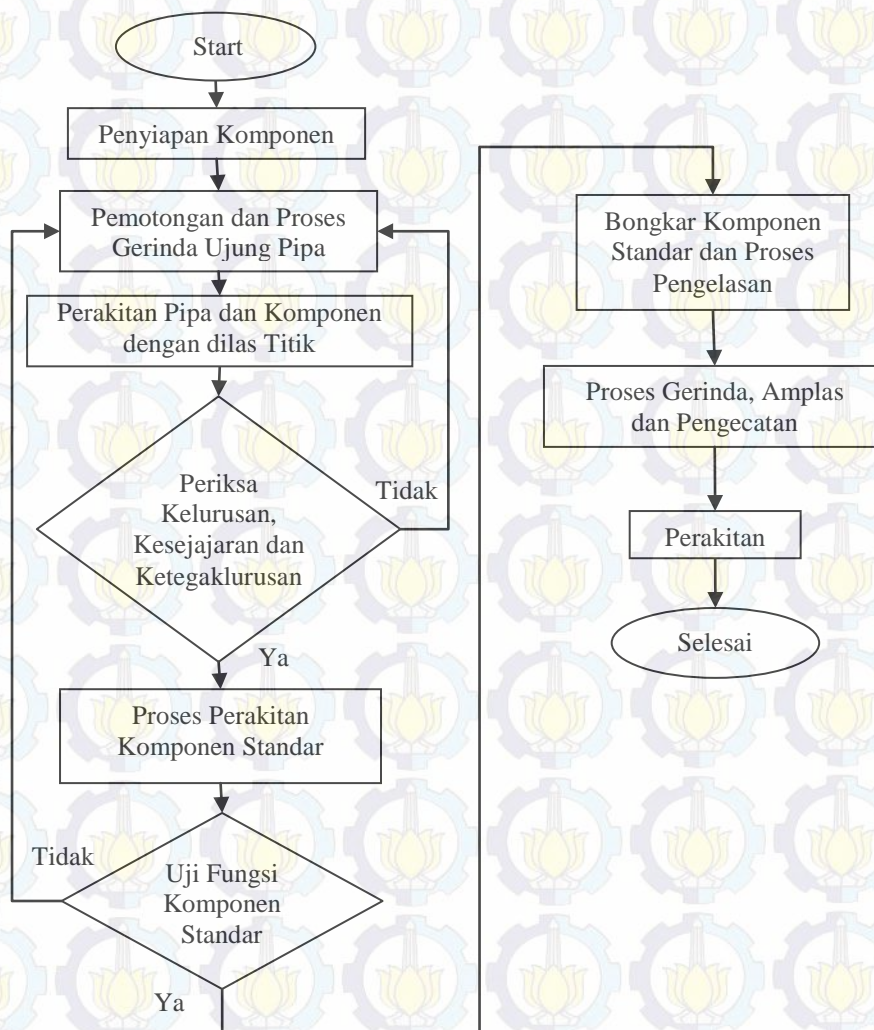 Start
Penyiapan Komponen
Pemotongan dan Proses
Gerinda Ujung Pipa
Perakitan Pipa dan Komponen
dengan dilas Titik
Periksa
Kelurusan,
Kesejajaran dan
Ketegaklurusan
Tidak
Ya
Proses Perakitan
Komponen Standar
Tidak
Uji Fungsi
Komponen
Standar
Ya
Bongkar Komponen
Standar dan Proses
Pengelasan
Proses Gerinda, Amplas
dan Pengecatan
Perakitan
Selesai